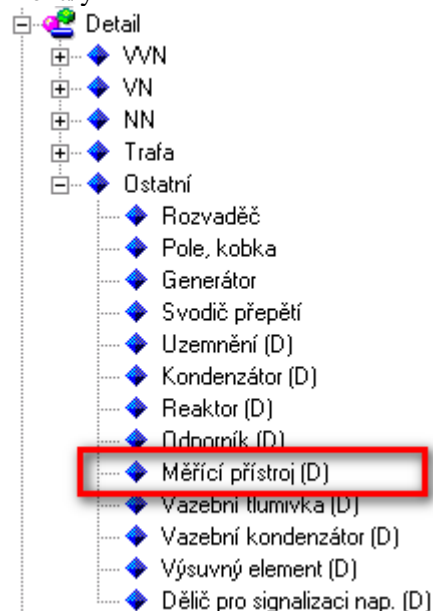 Detail
VVN
VN
NN
Trafa
Ostatní
Rozvaděč
Pole, kobka
Generátor
Svodič přepětí
Uzemnění (D)
Kondenzátor (D)
Reaktor (D)
Odporník (D)
Měřící přístroj (D)
Vazební tlumivka (D)
Vazební kondenzátor (D)
Výsuvný element (D)
Dělič pro signalizaci nap. (D)